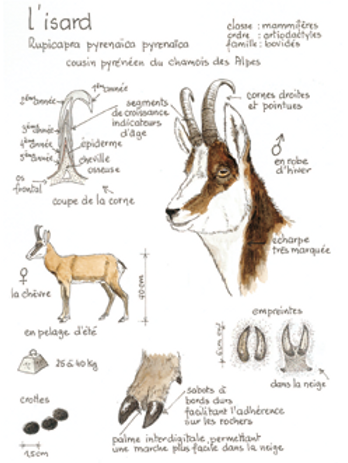 l'isard
Rupicapra pyrenaïca pyrenaïca
cousin pyrénéen du chamois des Alpes
classe : mammifères
ordre : artiodactyles
famille : bovidés
1ère année
2ème année
3ème année
4ème année
5ème année
segments
de croissance
indicateurs
d'âge
épiderme
cheville
osseuse
os
frontal
coupe de la corne
cornes droites
et pointues
♂
en robe
d'hiver
echarpe
très marquée
♀
la chèvre
70 cm
en pelage d'été
empreintes
6 cm
dans la neige
25 à 40 kg
crottes
1,5 cm
sabots à
bords durs
facilitant l'adhérence
sur les rochers
palme interdigitale permettant
une marche plus facile dans la neige